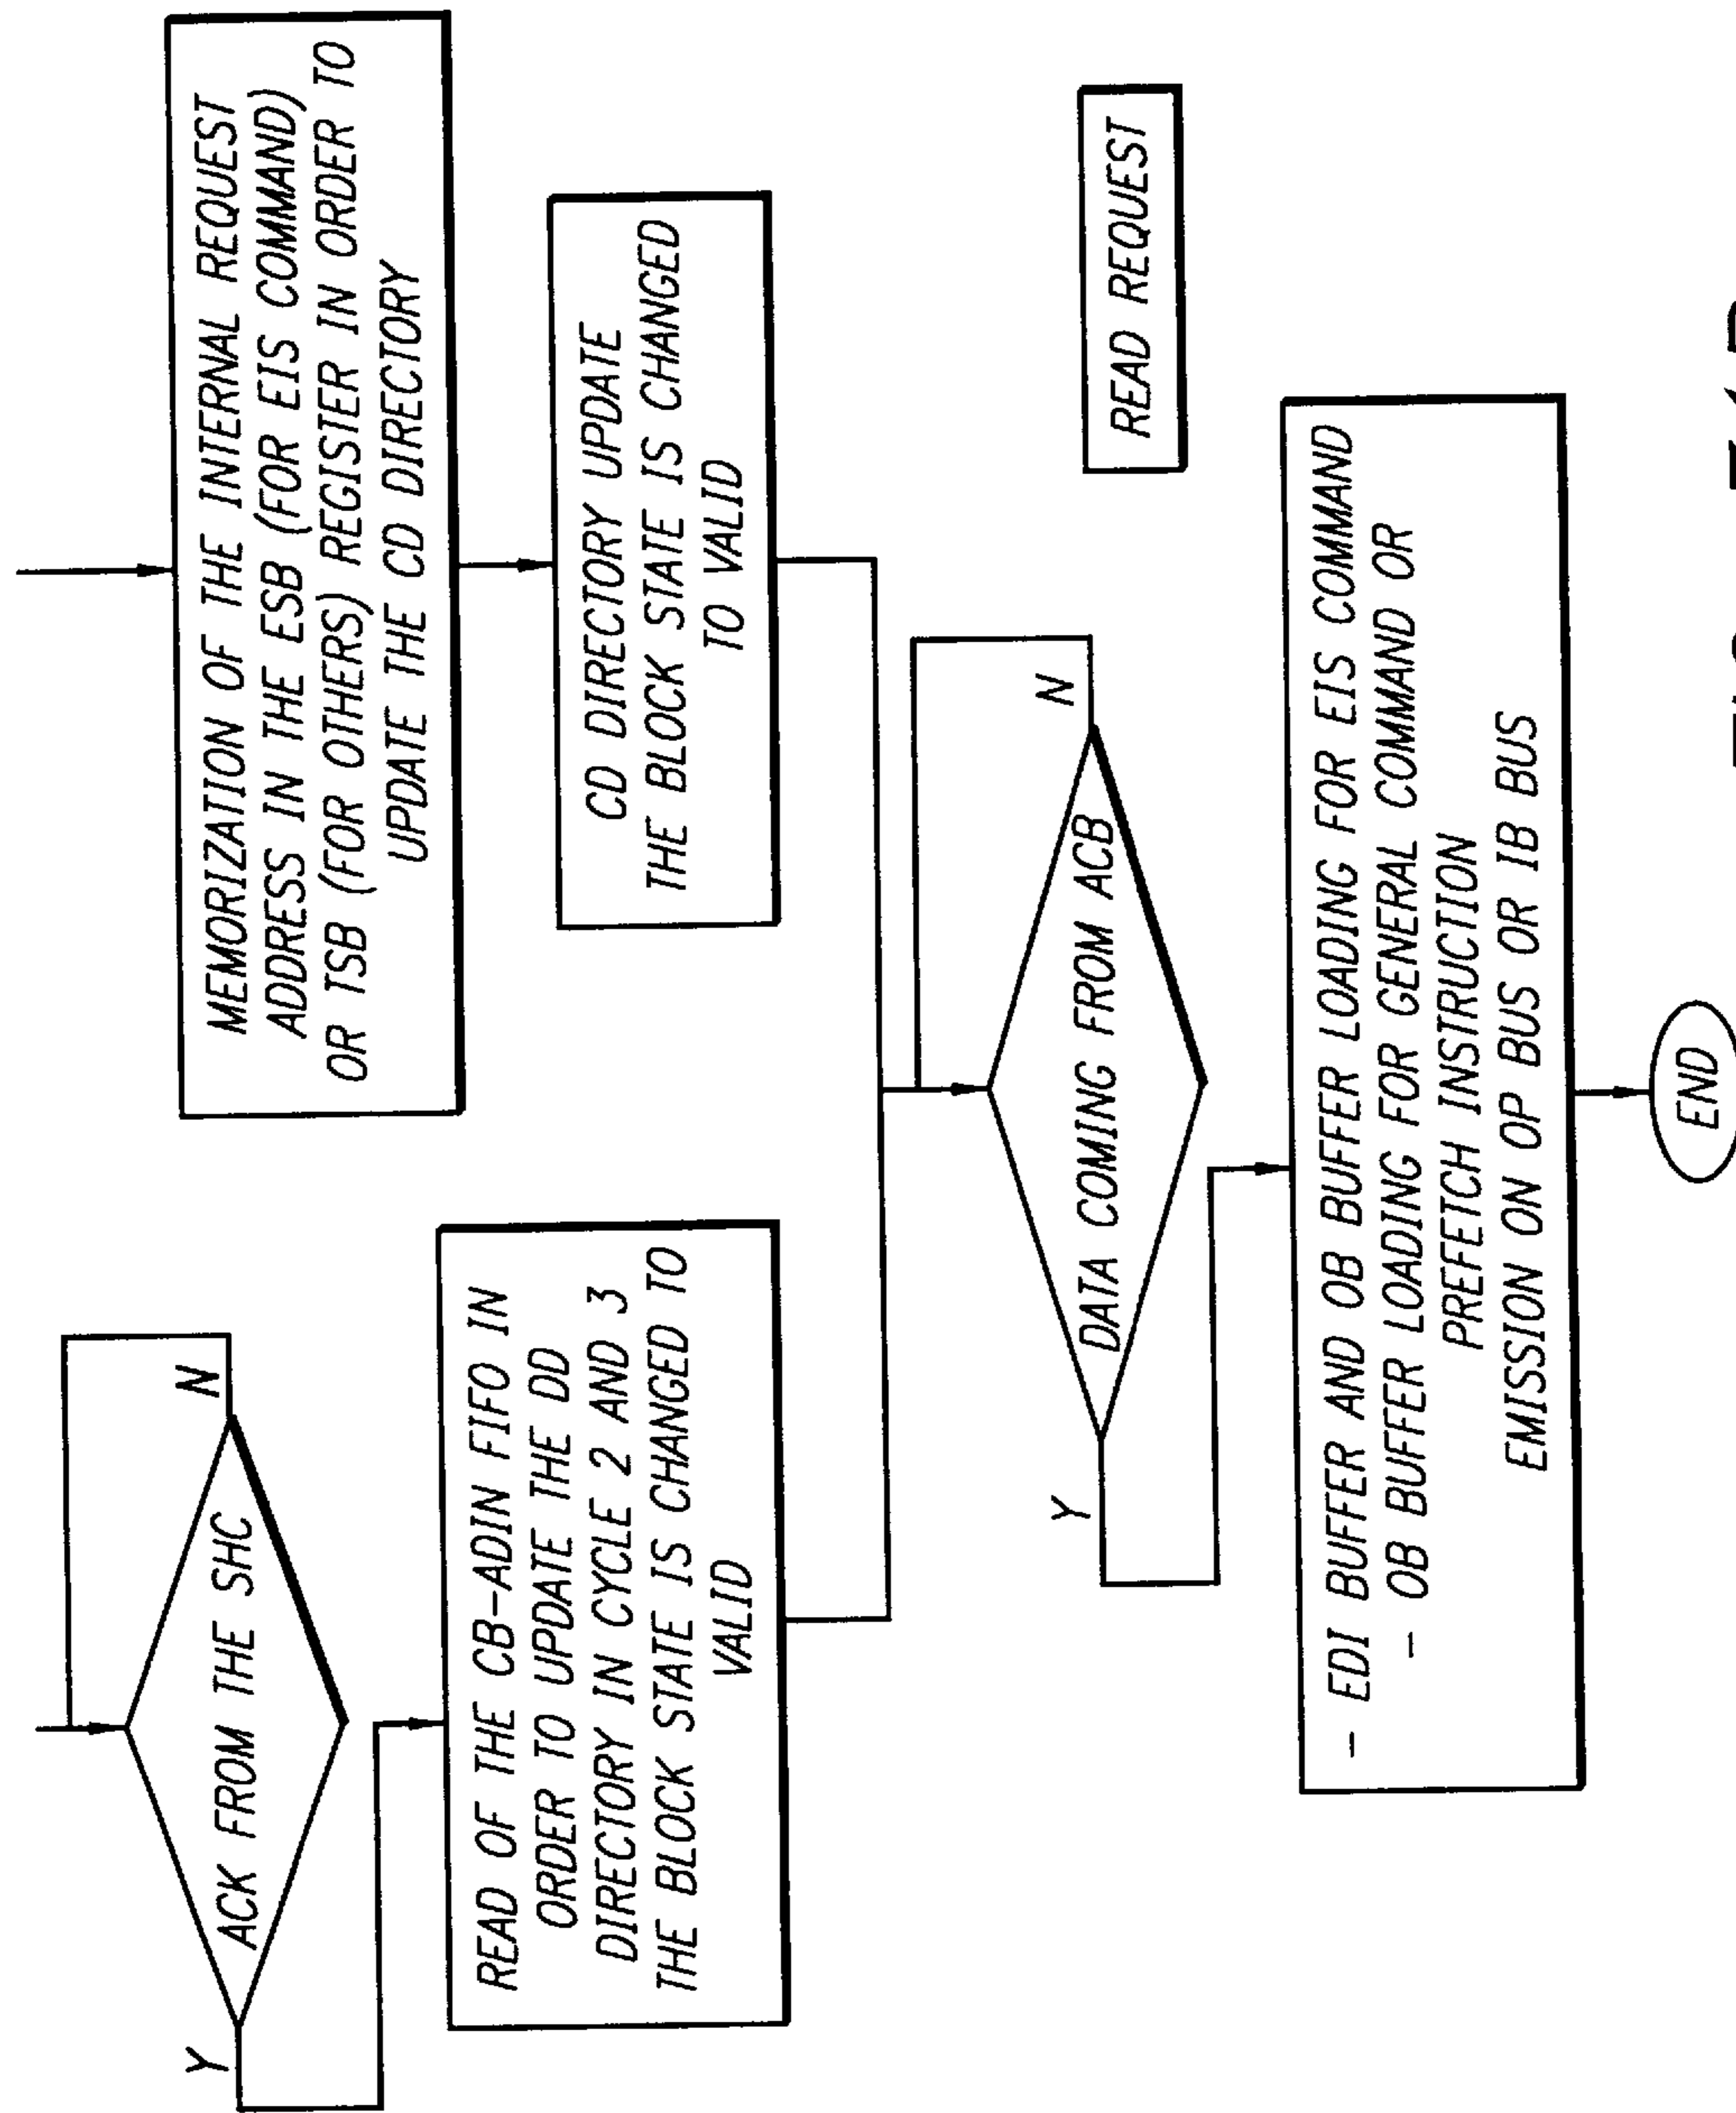 ACK FROM THE SHC
Y
N
READ OF THE CB-ADIN FIFO IN
ORDER TO UPDATE THE DD
DIRECTORY IN CYCLE 2 AND 3
THE BLOCK STATE IS CHANGED TO
VALID
MEMORIZATION OF THE INTERNAL REQUEST
ADDRESS IN THE ESB (FOR EIS COMMAND)
OR TSB (FOR OTHERS) REGISTER IN ORDER TO
UPDATE THE CD DIRECTORY
CD DIRECTORY UPDATE
THE BLOCK STATE IS CHANGED
TO VALID
DATA COMING FROM ACB
Y
N
READ REQUEST
- EDI BUFFER AND OB BUFFER LOADING FOR EIS COMMAND
- OB BUFFER LOADING FOR GENERAL COMMAND OR
PREFETCH INSTRUCTION
EMISSION ON OP BUS OR IB BUS
END